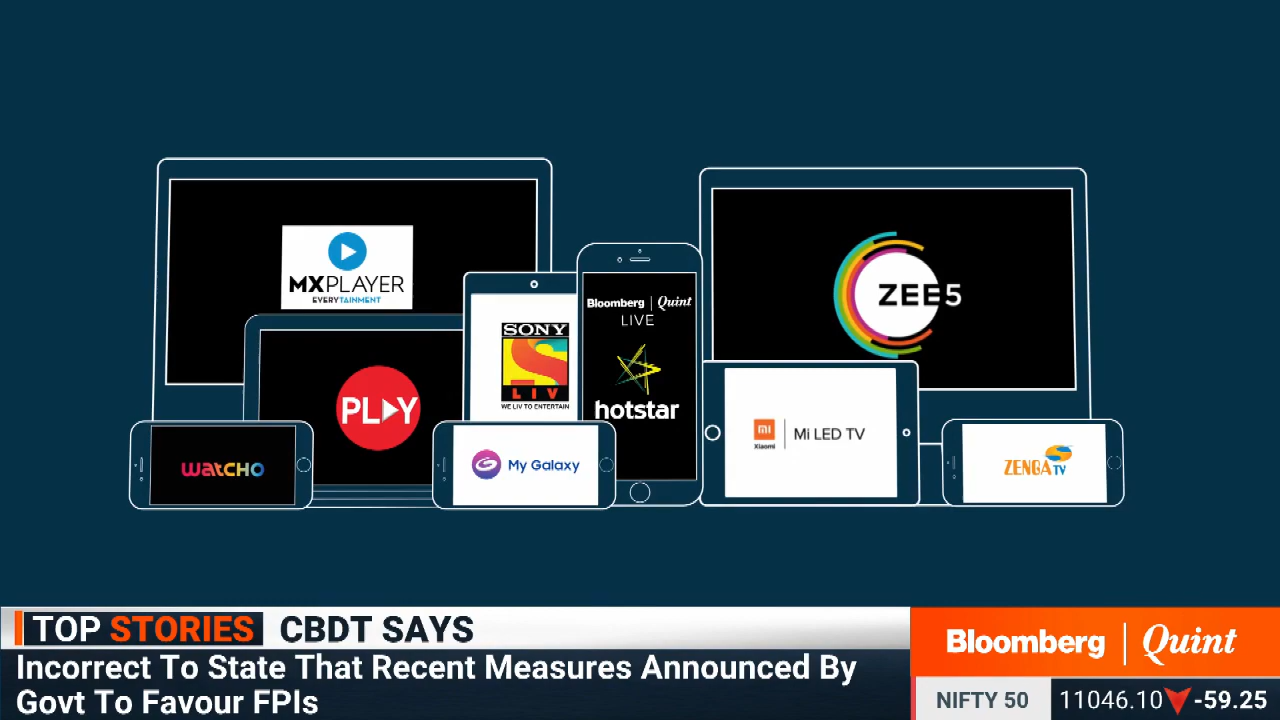 MXPLAYER
EVERYTAINMENT
PLAY
SONY
LIV
WE LIV TO ENTERTAIN
Bloomberg | Quint
LIVE
hotstar
ZEE5
WATCHO
My Galaxy
mi
Xiaomi
Mi LED TV
ZENGA TV
TOP STORIES CBDT SAYS
Incorrect To State That Recent Measures Announced By
Govt To Favour FPIs
Bloomberg | Quint
NIFTY 50 11046.10 -59.25